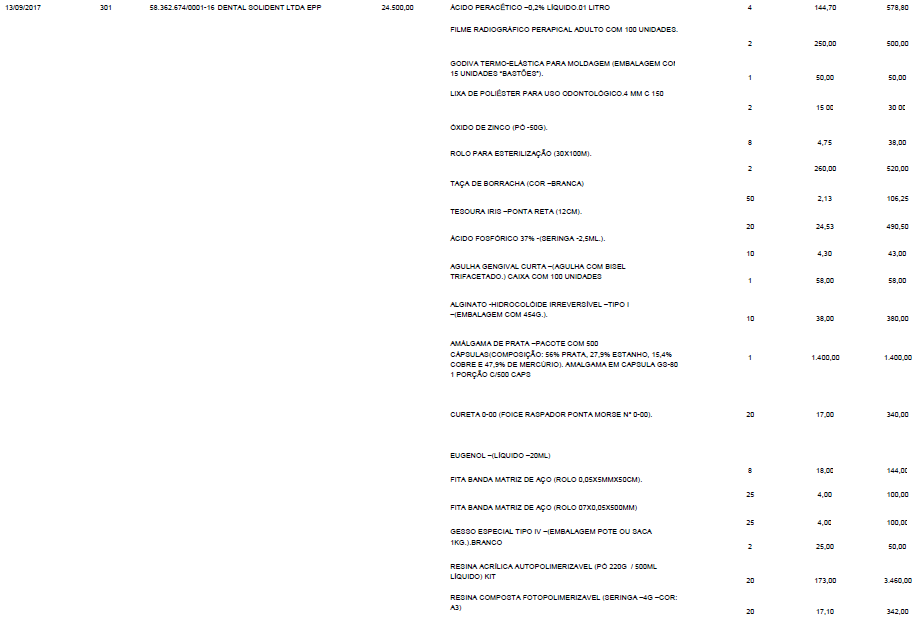 13/09/2017 301 58.362.674/0001-16 DENTAL SOLIDENT LTDA EPP 24.500,00 ÁCIDO PERACÉTICO –0,2% LÍQUIDO.01 LITRO 4 144,70 578,80
FILME RADIOGRÁFICO PERAPICAL ADULTO COM 100 UNIDADES.
2 250,00 500,00
GODIVA TERMO-ELÁSTICA PARA MOLDAGEM (EMBALAGEM COM
15 UNIDADES "BASTÕES"). 1 50,00 50,00
LIXA DE POLIÉSTER PARA USO ODONTOLÓGICO.4 MM C 150
2 15 00 30 00
ÓXIDO DE ZINCO (PÓ -50G).
8 4,75 38,00
ROLO PARA ESTERILIZAÇÃO (30X100M).
2 260,00 520,00
TAÇA DE BORRACHA (COR –BRANCA)
50 2,13 106,25
TESOURA IRIS –PONTA RETA (12CM).
20 24,53 490,50
ÁCIDO FOSFÓRICO 37% -(SERINGA -2,5ML.).
10 4,30 43,00
AGULHA GENGIVAL CURTA –(AGULHA COM BISEL
TRIFACETADO.) CAIXA COM 100 UNIDADES 1 58,00 58,00
ALGINATO -HIDROCOLÓIDE IRREVERSÍVEL –TIPO I
–(EMBALAGEM COM 454G.). 10 38,00 380,00
AMÁLGAMA DE PRATA –PACOTE COM 500
CÁPSULAS(COMPOSIÇÃO: 56% PRATA, 27,9% ESTANHO, 15,4% 1 1.400,00 1.400,00
COBRE E 47,9% DE MERCÚRIO). AMALGAMA EM CAPSULA GS-80
1 PORÇÃO C/500 CAPS
CURETA 0-00 (FOICE RASPADOR PONTA MORSE N° 0-00). 20 17,00 340,00
EUGENOL –(LÍQUIDO –20ML)
8 18,00 144,00
FITA BANDA MATRIZ DE AÇO (ROLO 0,05X5MMX50CM).
25 4,00 100,00
FITA BANDA MATRIZ DE AÇO (ROLO 07X0,05X500MM)
25 4,00 100,00
GESSO ESPECIAL TIPO IV –(EMBALAGEM POTE OU SACA
1KG.).BRANCO 2 25,00 50,00
RESINA ACRÍLICA AUTOPOLIMERIZAVEL (PÓ 220G / 500ML
LÍQUIDO) KIT 20 173,00 3.460,00
RESINA COMPOSTA FOTOPOLIMERIZAVEL (SERINGA –4G –COR:
A3) 20 17,10 342,00